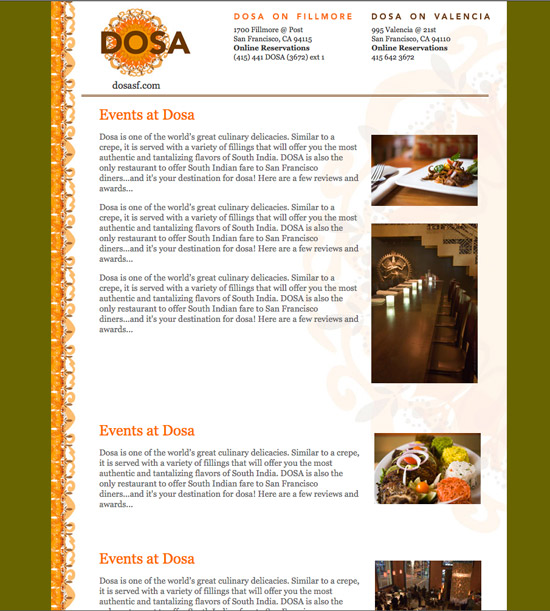 DOSA
dosasf.com
DOSA ON FILLMORE
1700 Fillmore @ Post
San Francisco, CA 94115
Online Reservations
(415) 441 DOSA (3672) ext 1
DOSA ON VALENCIA
995 Valencia @ 21st
San Francisco, CA 94110
Online Reservations
415 642 3672
Events at Dosa
Dosa is one of the world's great culinary delicacies. Similar to a
crepe, it is served with a variety of fillings that will offer you the most
authentic and tantalizing flavors of South India. DOSA is also the
only restaurant to offer South Indian fare to San Francisco
diners...and it's your destination for dosa! Here are a few reviews and
awards...
Dosa is one of the world's great culinary delicacies. Similar to a
crepe, it is served with a variety of fillings that will offer you the most
authentic and tantalizing flavors of South India. DOSA is also the
only restaurant to offer South Indian fare to San Francisco
diners...and it's your destination for dosa! Here are a few reviews and
awards...
Dosa is one of the world's great culinary delicacies. Similar to a
crepe, it is served with a variety of fillings that will offer you the most
authentic and tantalizing flavors of South India. DOSA is also the
only restaurant to offer South Indian fare to San Francisco
diners...and it's your destination for dosa! Here are a few reviews and
awards...
Events at Dosa
Dosa is one of the world's great culinary delicacies. Similar to a crepe,
it is served with a variety of fillings that will offer you the most
authentic and tantalizing flavors of South India. DOSA is also the
only restaurant to offer South Indian fare to San Francisco
diners...and it's your destination for dosa! Here are a few reviews and
awards...
Events at Dosa
Dosa is one of the world's great culinary delicacies. Similar to a crepe,
it is served with a variety of fillings that will offer you the most
authentic and tantalizing flavors of South India. DOSA is also the
only restaurant to offer South Indian fare to San Francisco